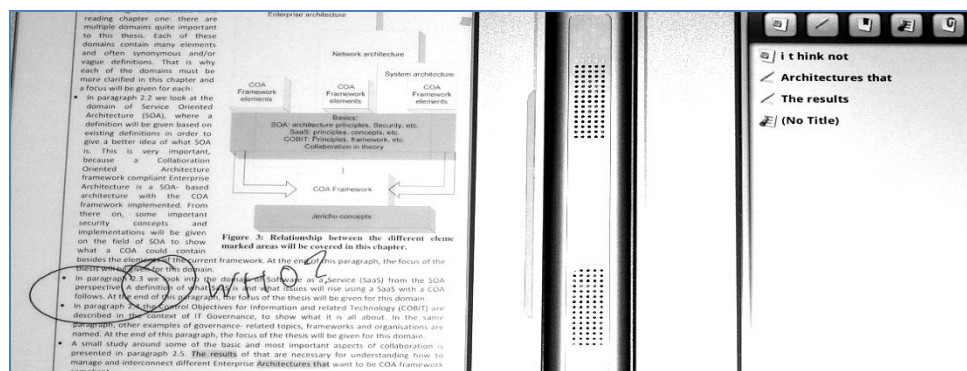 reading chapter one: there are
multiple domains quite important
to this thesis. Each of these
domains contain many elements
and often synonymous and/or
vague definitions. That is why
each of the domains must be
more clarified in this chapter and
a focus will be given for each:
• In paragraph 2.2 we look at the
domain of Service Oriented
Architecture (SOA), where a
definition will be given based on
existing definitions in order to
give a better idea of what SOA
is. This is very important,
because a Collaboration
Oriented Architecture
framework compliant Enterprise
Architecture is a SOA- based
architecture with the COA
framework implemented. From
there on, some important
security concepts and
implementations will be given
on the field of SOA to show
what a COA could contain
besides the elements of the current framework. At the end of this paragraph, the focus of the
thesis will be given for this domain.
• In paragraph 2.3 we look into the domain of Software as a Service (SaaS) from the SOA
perspective. A definition of what SaaS is and what issues will rise using a SaaS with a COA
follows. At the end of this paragraph, the focus of the thesis will be given for this domain.
• In paragraph 2.4 the Control Objectives for Information and related Technology (COBIT) are
described in the context of IT Governance, to show what it is all about. In the same
paragraph, other examples of governance- related topics, frameworks and organisations are
named. At the end of this paragraph, the focus of the thesis will be given for this domain.
• A small study around some of the basic and most important aspects of collaboration is
presented in paragraph 2.5. The results of that are necessary for understanding how to
manage and interconnect different Enterprise Architectures that want to be COA framework
Enterprise architecture
Network architecture
System architecture
COA
Framework
elements
COA
Framework
elements
COA
Framework
elements
Basics:
SOA: architecture principles, Security, etc.
SaaS: principles, concepts, etc.
COBIT: Principles, framework, etc.
Collaboration in theory
COA Framework
Jericho concepts
Figure 3: Relationship between the different eleme
marked areas will be covered in this chapter.
WHO?
i t hink not
Architectures that
The results
(No Title)